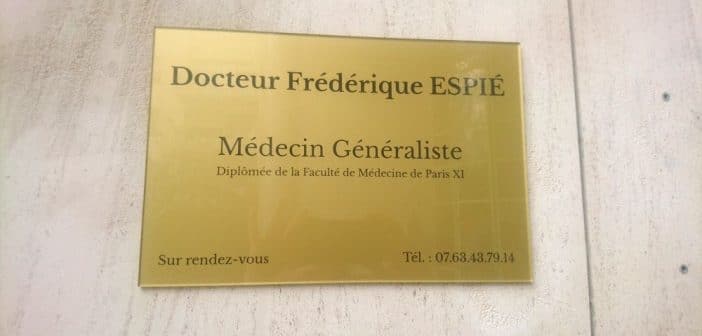 Docteur Frédérique ESPIÉ
Médecin Généraliste
Diplômée de la Faculté de Médecine de Paris XI
Sur rendez-vous Tél. : 07.63.43.79.14